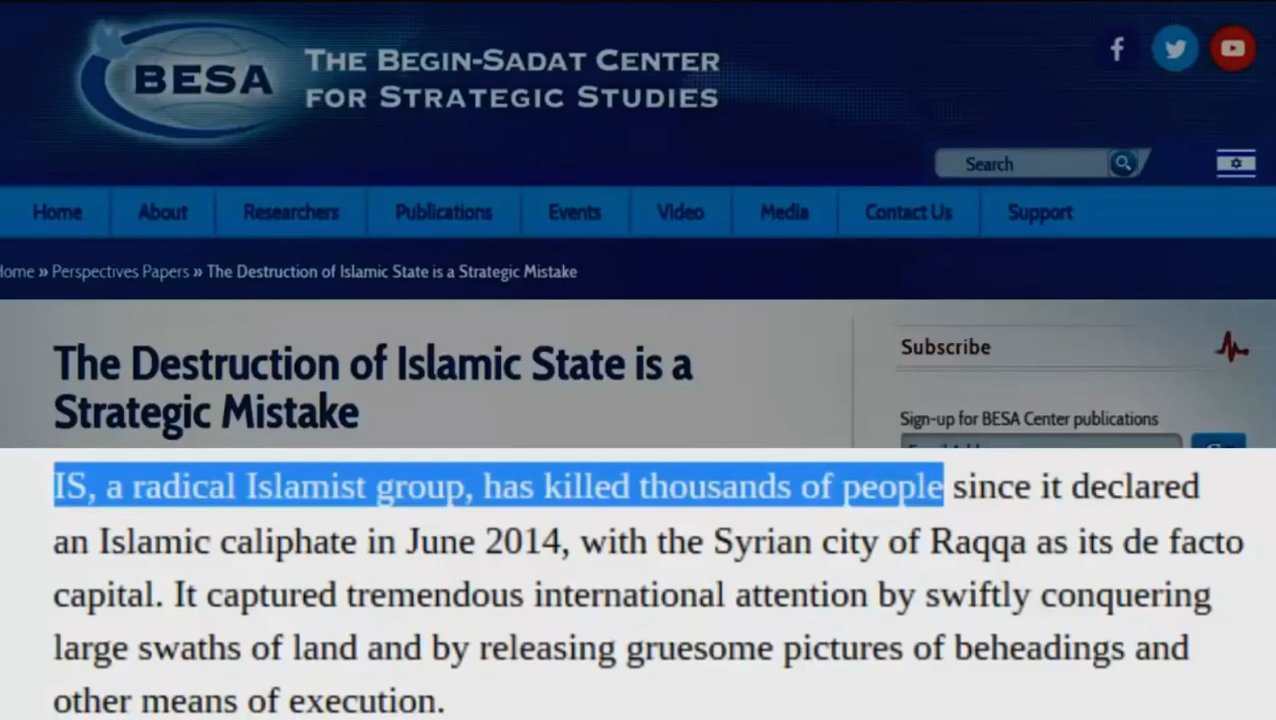 BESA
THE BEGIN-SADAT CENTER
FOR STRATEGIC STUDIES
Search
Home
About
Researchers
Publications
Events
Video
Media
Contact Us
Support
ome » Perspectives Papers » The Destruction of Islamic State is a Strategic Mistake
The Destruction of Islamic State is a
Strategic Mistake
Subscribe
Sign-up for BESA Center publications
IS, a radical Islamist group, has killed thousands of people since it declared
an Islamic caliphate in June 2014, with the Syrian city of Raqqa as its de facto
capital. It captured tremendous international attention by swiftly conquering
large swaths of land and by releasing gruesome pictures of beheadings and
other means of execution.